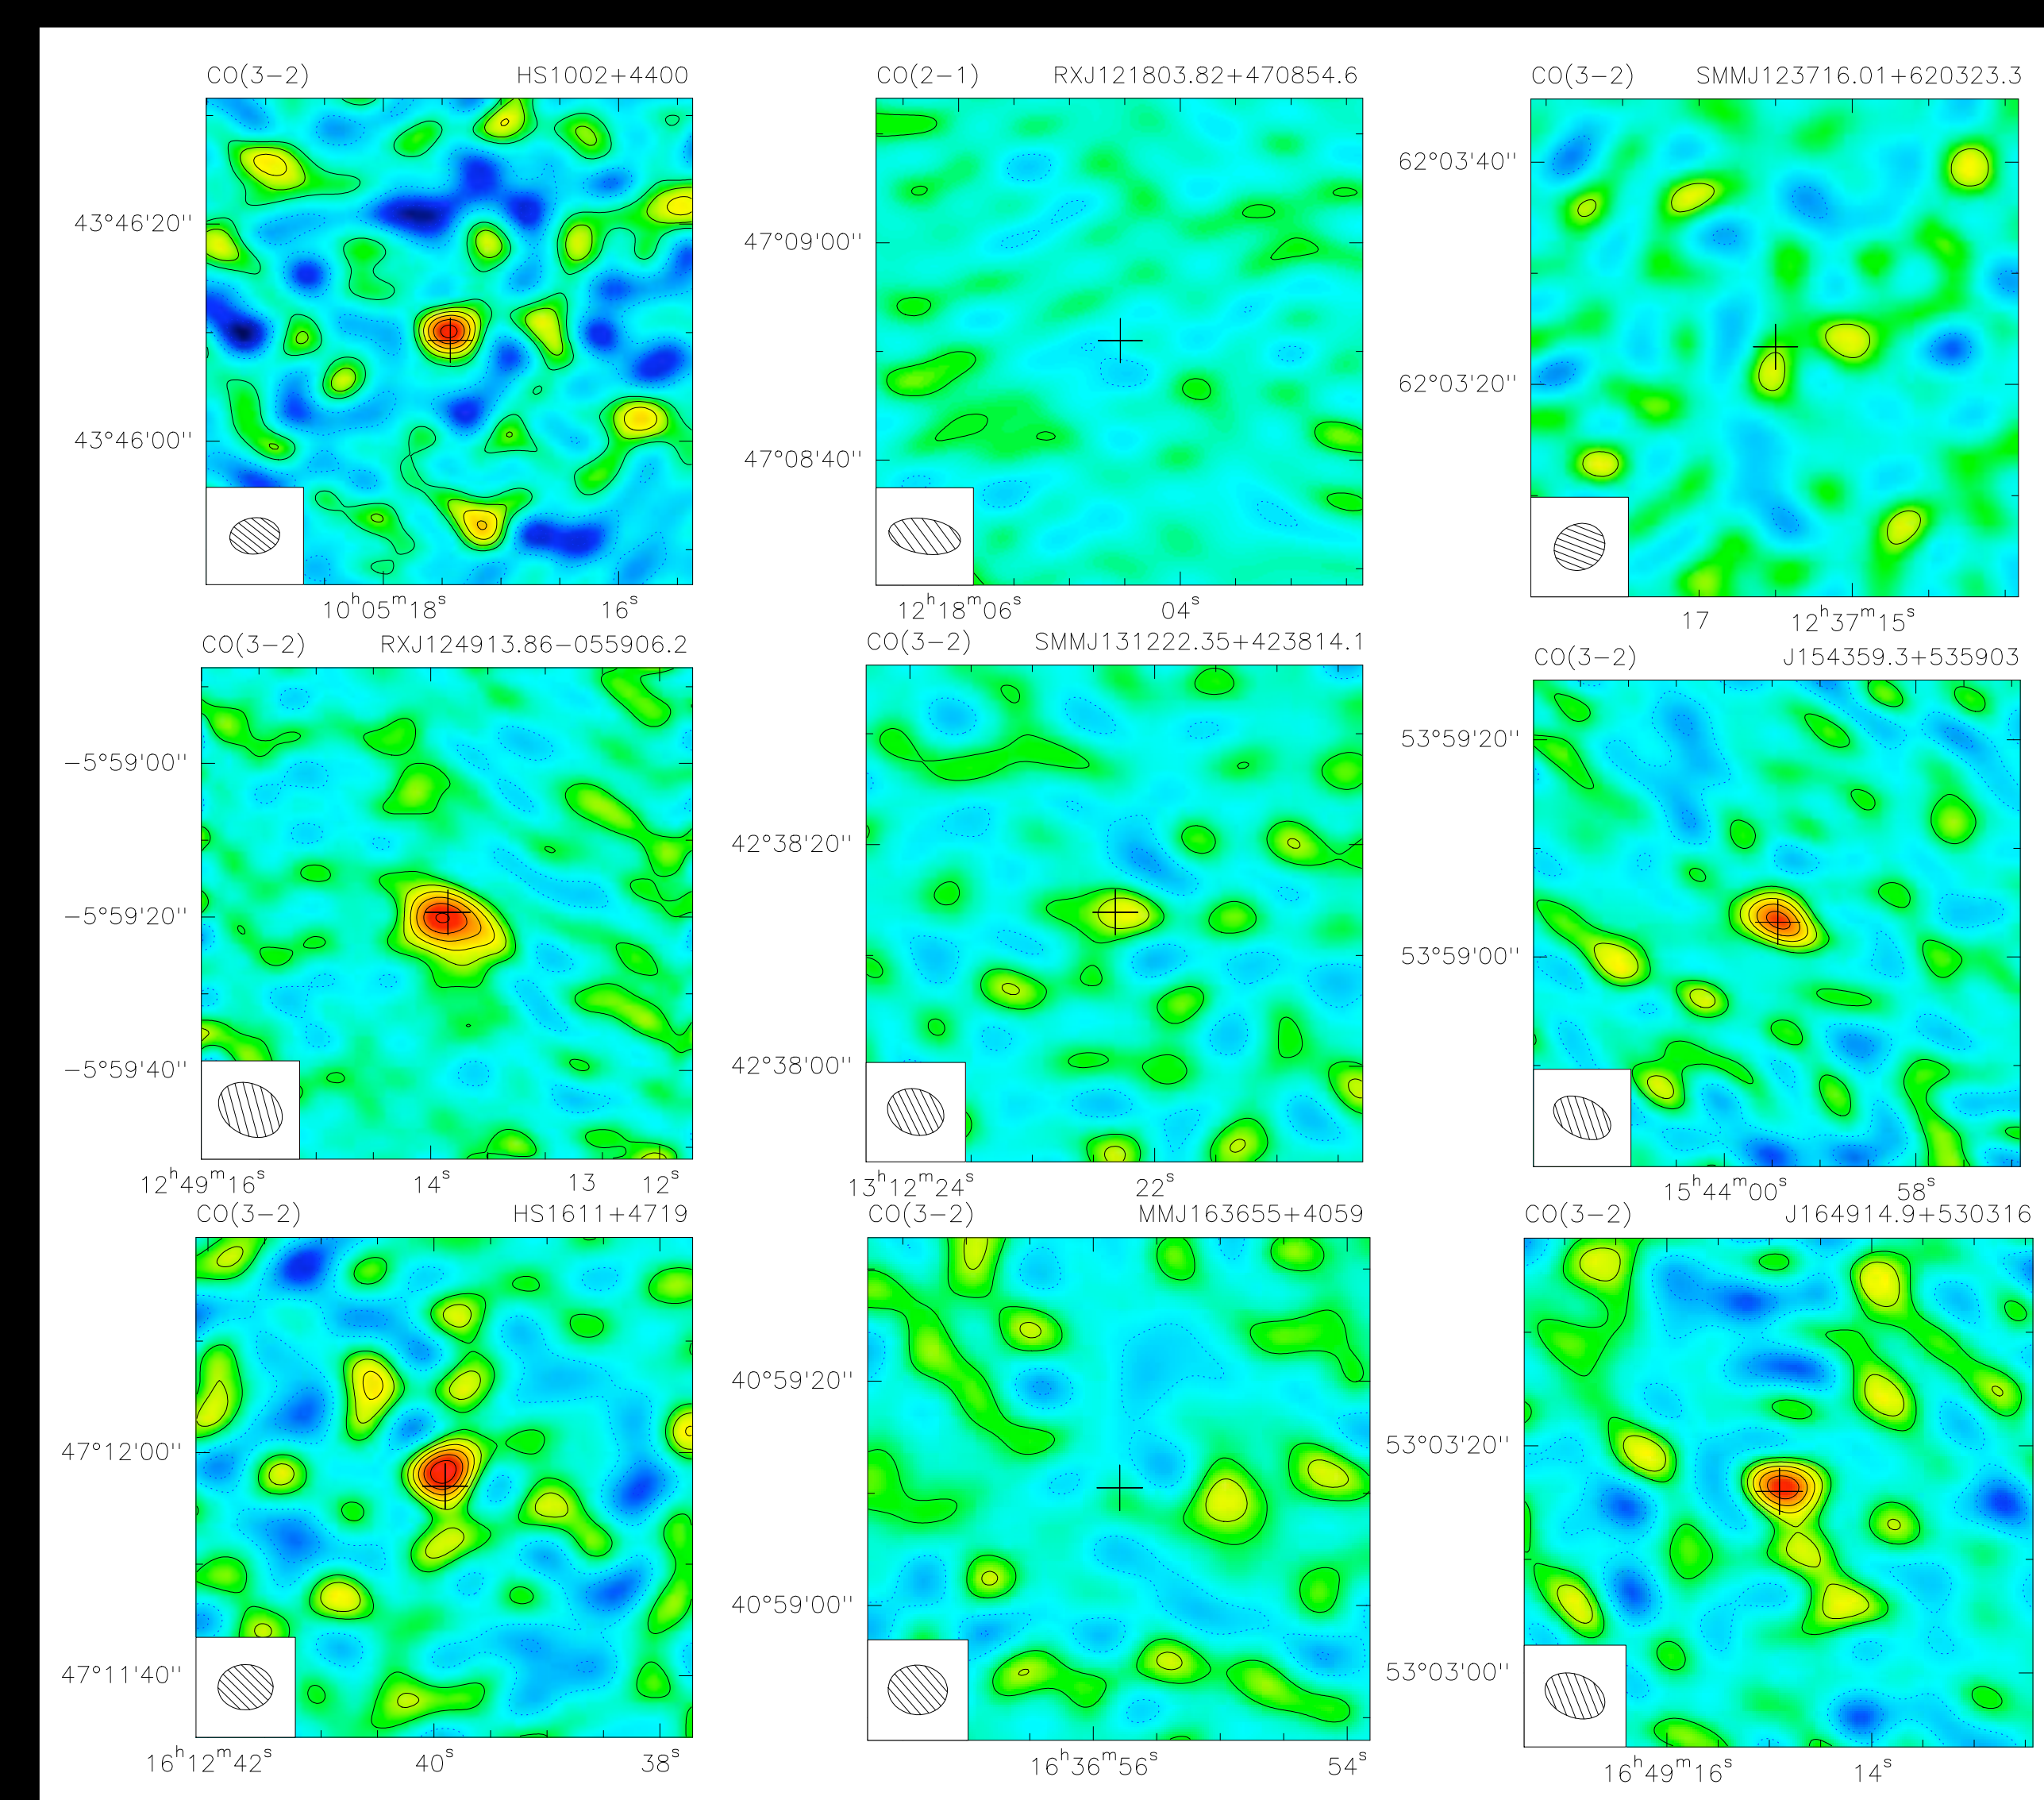 CO(3−2) HS1002+4400
43°46'20''
43°46'00''
10ʰ05ᵐ18ˢ 16ˢ
CO(2−1) RXJ121803.82+470854.6
47°09'00''
47°08'40''
12ʰ18ᵐ06ˢ 04ˢ
CO(3−2) SMMJ123716.01+620323.3
62°03'40''
62°03'20''
17 12ʰ37ᵐ15ˢ
CO(3−2) RXJ124913.86−055906.2
−5°59'00''
−5°59'20''
−5°59'40''
12ʰ49ᵐ16ˢ 14ˢ 13 12ˢ
CO(3−2) SMMJ131222.35+423814.1
42°38'20''
42°38'00''
13ʰ12ᵐ24ˢ 22ˢ
CO(3−2) J154359.3+535903
53°59'20''
53°59'00''
15ʰ44ᵐ00ˢ 58ˢ
CO(3−2) HS1611+4719
47°12'00''
47°11'40''
16ʰ12ᵐ42ˢ 40ˢ 38ˢ
CO(3−2) MMJ163655+4059
40°59'20''
40°59'00''
16ʰ36ᵐ56ˢ 54ˢ
CO(3−2) J164914.9+530316
53°03'20''
53°03'00''
16ʰ49ᵐ16ˢ 14ˢ